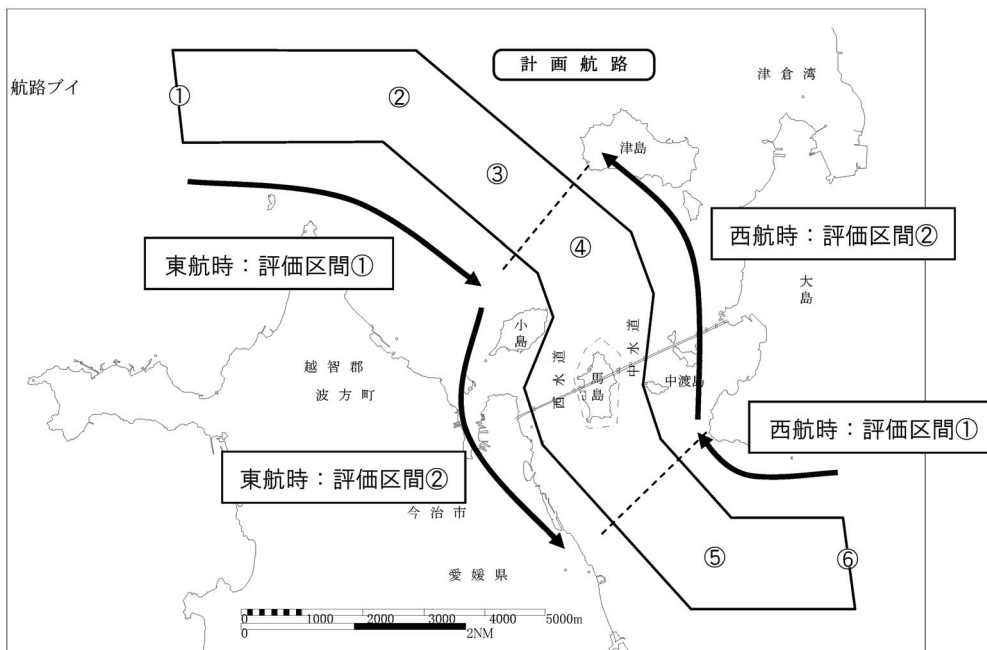 計画航路
航路ブイ
①
②
③
④
⑤
⑥
津倉湾
津島
西航時:評価区間②
大島
東航時:評価区間①
小島
越智郡
波方町
西水道
馬島
中水道
中渡島
西航時:評価区間①
東航時:評価区間②
今治市
愛媛県
0 1000 2000 3000 4000 5000m
0 2NM